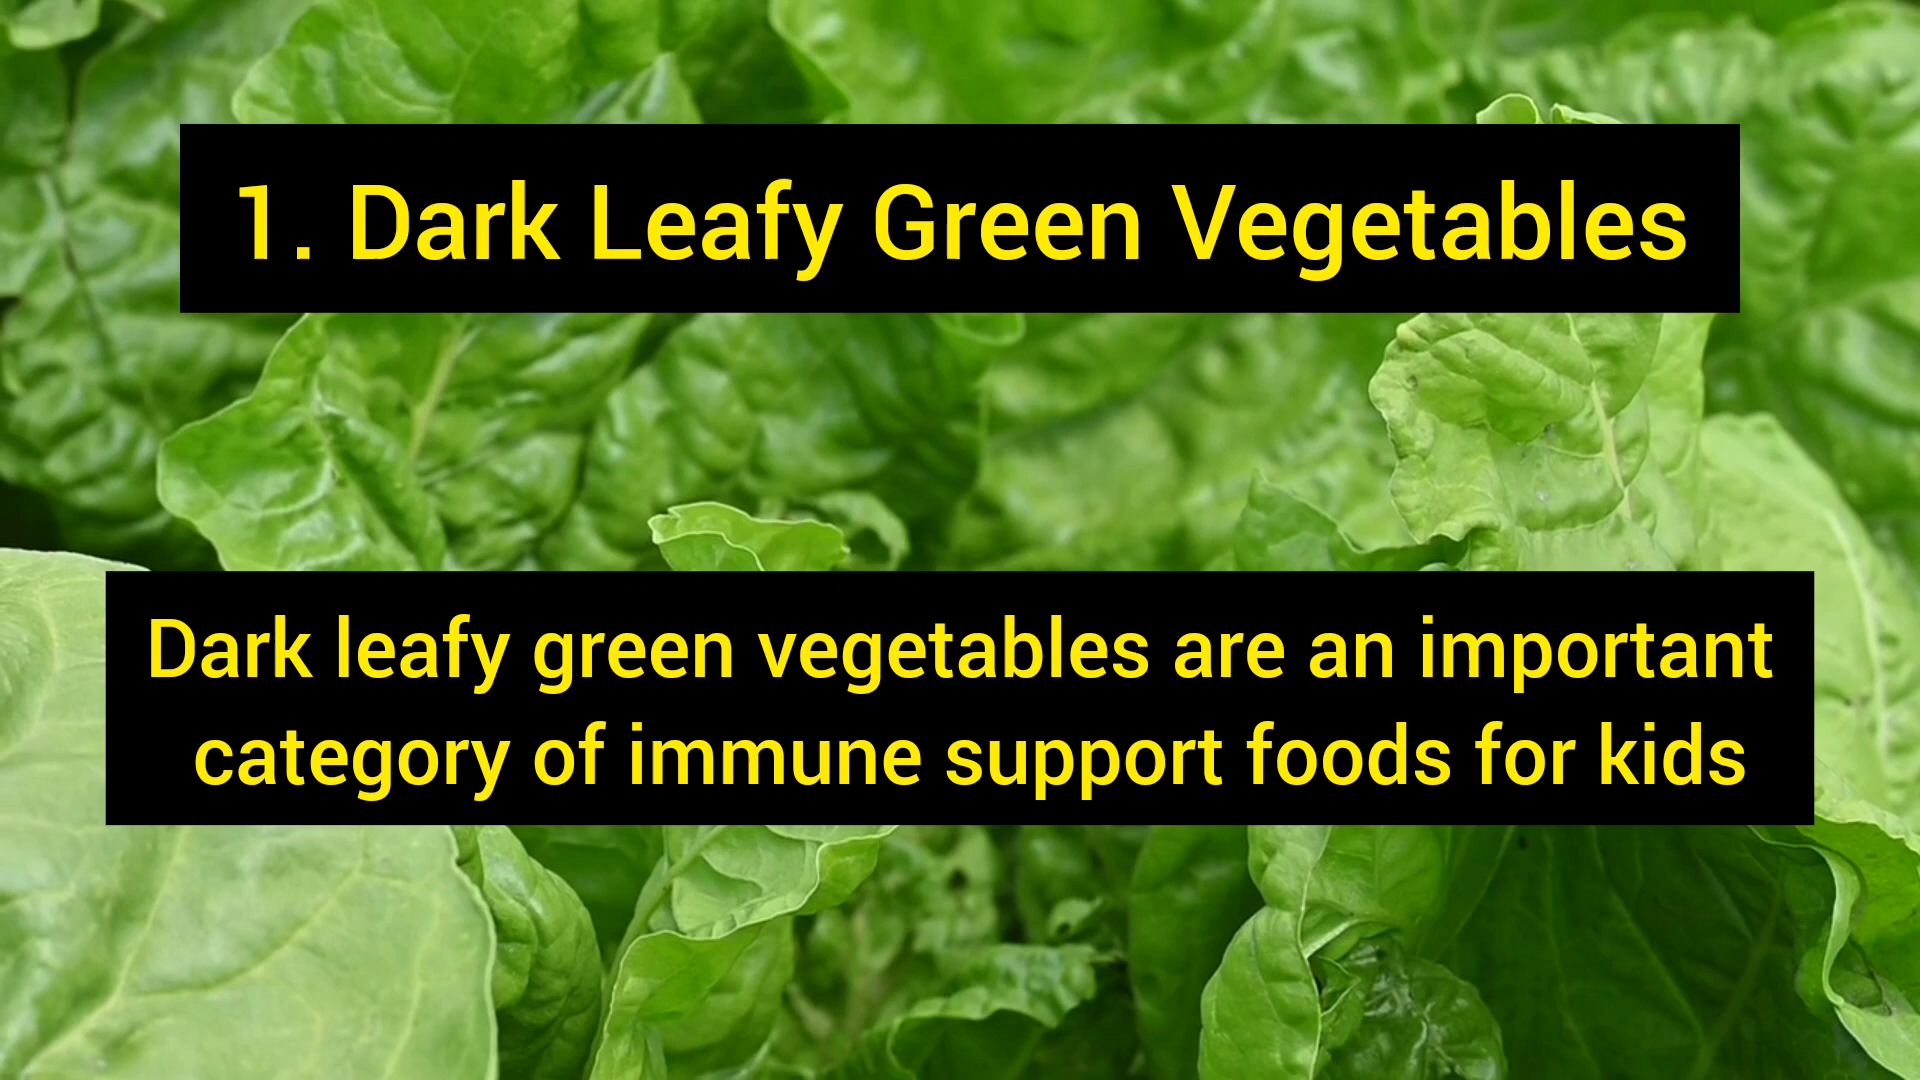 1. Dark Leafy Green Vegetables
Dark leafy green vegetables are an important
category of immune support foods for kids